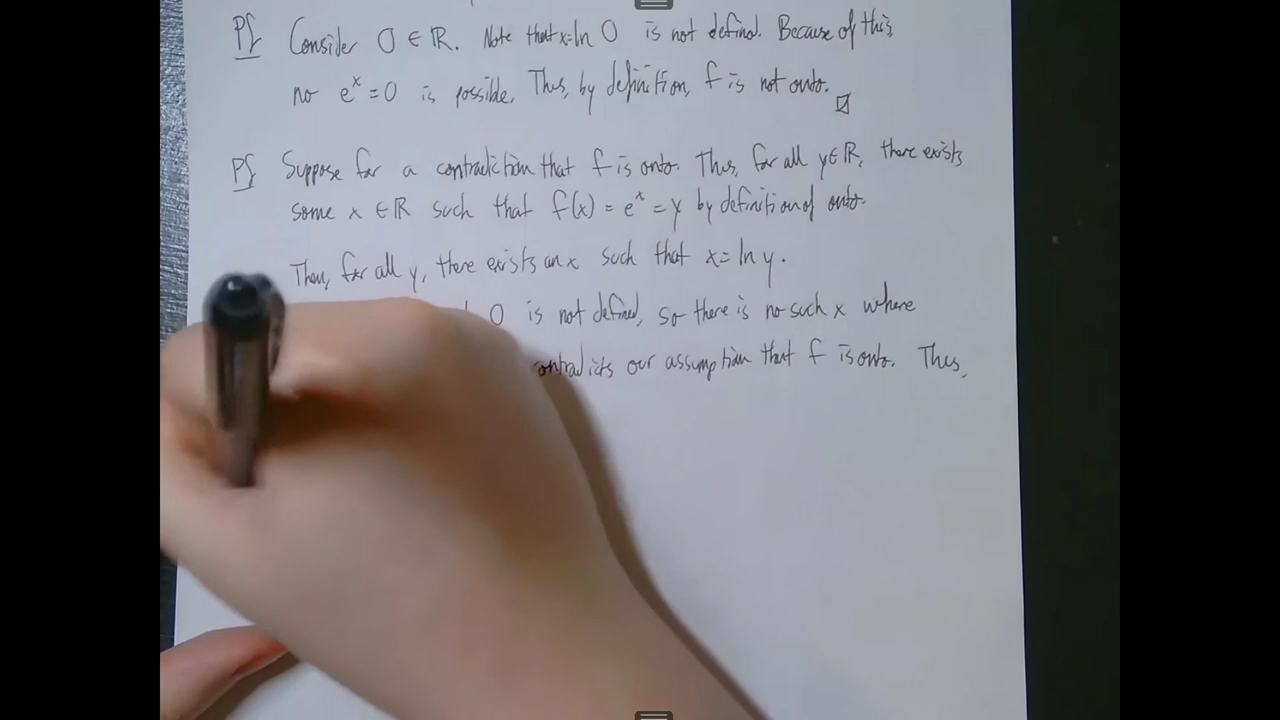 Pf Consider 0 ∈ ℝ. Note that x=ln 0 is not defined. Because of this,
no eˣ = 0 is possible. Thus, by definition, f is not onto. ☑
Pf Suppose for a contradiction that f is onto. Thus, for all y∈ℝ, there exists
some x ∈ ℝ such that f(x) = eˣ = y by definition of onto.
Then, for all y, there exists an x such that x = ln y.
0 is not defined, so there is no such x where
contradicts our assumption that f is onto. Thus,